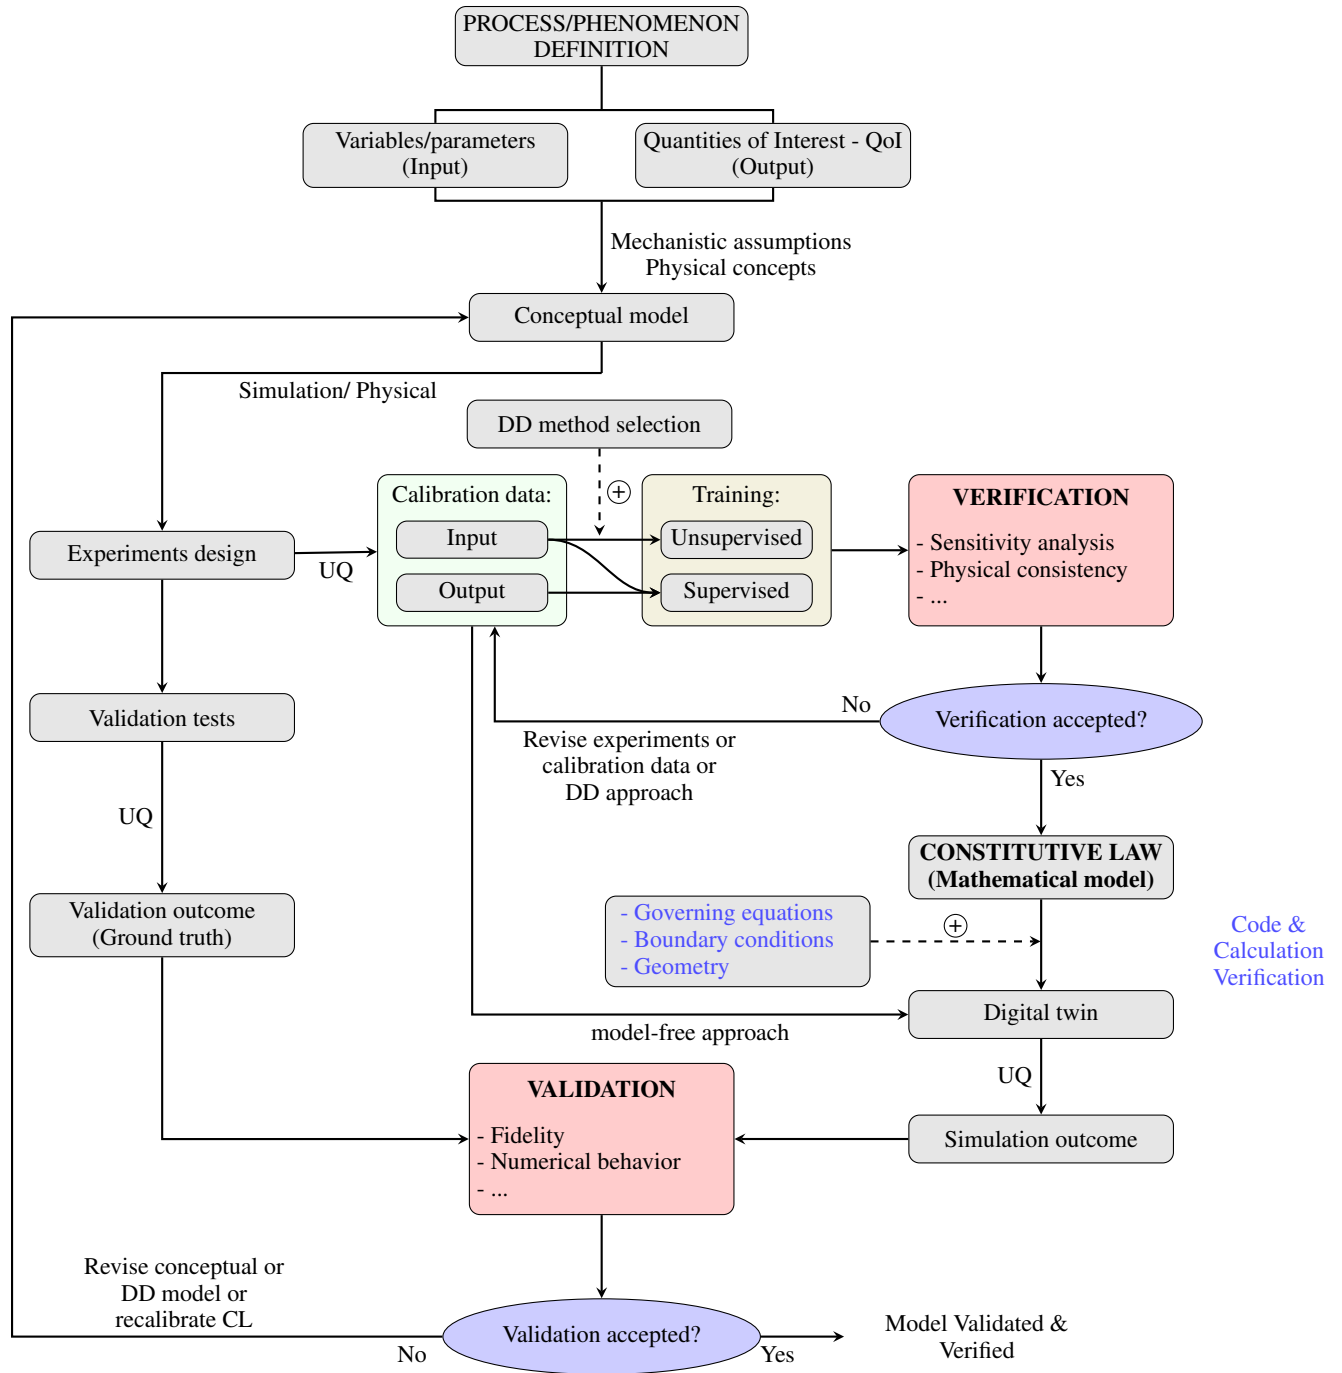 PROCESS/PHENOMENON
DEFINITION
Variables/parameters
(Input)
Quantities of Interest - QoI
(Output)
Mechanistic assumptions
Physical concepts
Conceptual model
Simulation/ Physical
DD method selection
+
Calibration data:
Input
Output
Training:
Unsupervised
Supervised
VERIFICATION
- Sensitivity analysis
- Physical consistency
- ...
Experiments design
UQ
Validation tests
No
Verification accepted?
Revise experiments or
calibration data or
DD approach
Yes
UQ
CONSTITUTIVE LAW
(Mathematical model)
Validation outcome
(Ground truth)
- Governing equations
- Boundary conditions
- Geometry
+
Code &
Calculation
Verification
Digital twin
model-free approach
UQ
VALIDATION
- Fidelity
- Numerical behavior
- ...
Simulation outcome
Revise conceptual or
DD model or
recalibrate CL
No
Validation accepted?
Yes
Model Validated &
Verified